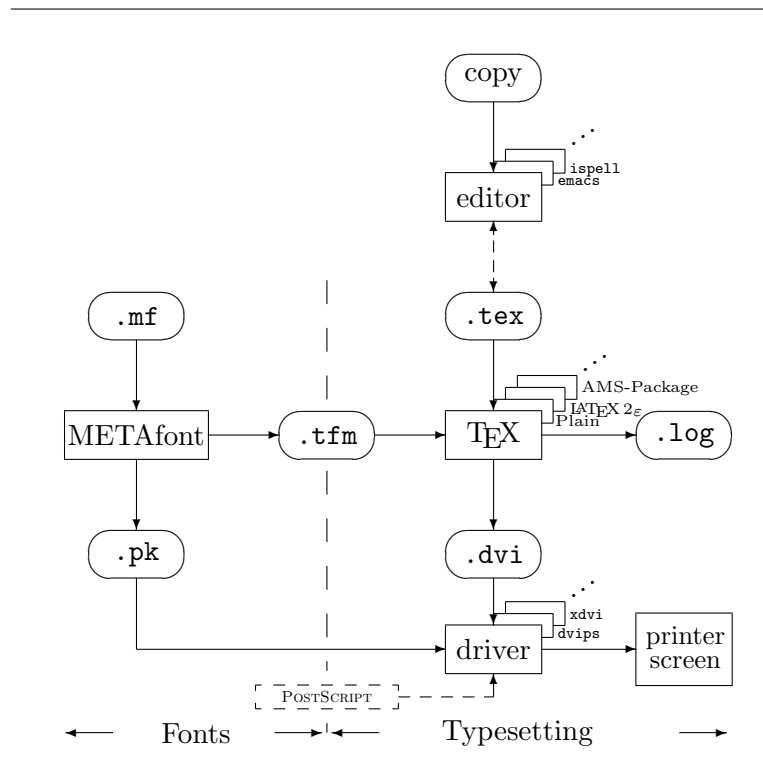 copy
ispell
emacs
editor
.mf
.tex
AMS-Package
LATEX 2ε
Plain
METAfont
.tfm
TEX
.log
.pk
.dvi
xdvi
dvips
driver
printer
screen
POSTSCRIPT
Fonts
Typesetting